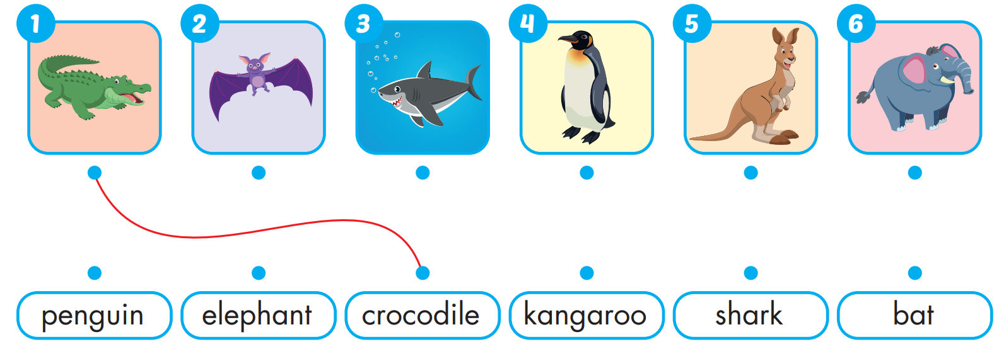 1 2 3 4 5 6
penguin elephant crocodile kangaroo shark bat